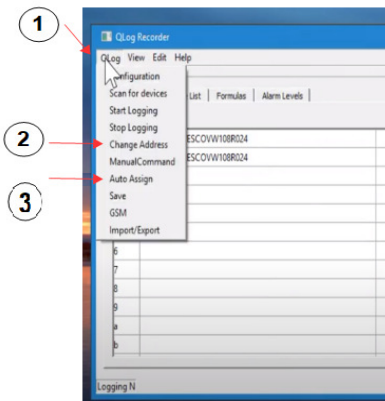 1
QLog Recorder
QLog View Edit Help
Configuration
Scan for devices
List Formulas Alarm Levels
Start Logging
Stop Logging
2
Change Address
ESCOVW108R024
ManualCommand
ESCOVW108R024
Auto Assign
3
Save
GSM
Import/Export
6
7
8
9
a
b
Logging N